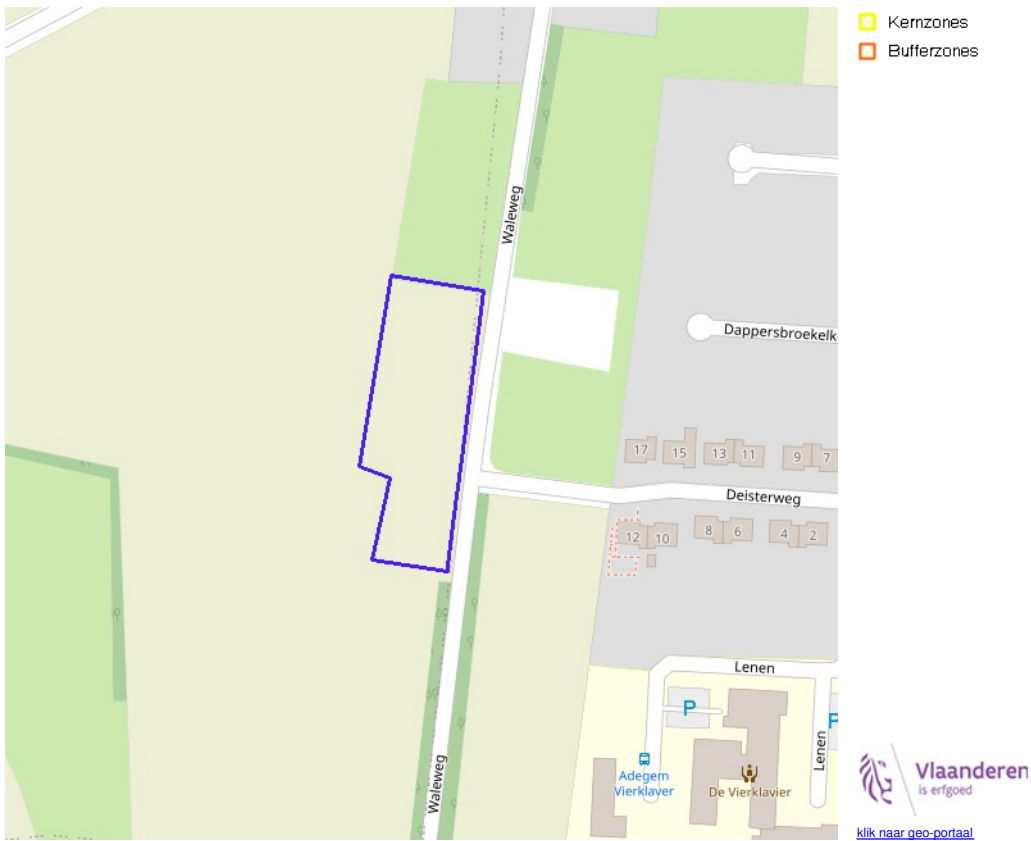 Kernzones
Bufferzones
Waleweg
Dappersbroekelk
17
15
13
11
9
7
Deisterweg
12
10
8
6
4
2
Lenen
P
P
Lenen
Adegem
Vierklaver
De Vierklavier
Waleweg
Vlaanderen
is erfgoed
klik naar geo-portaal